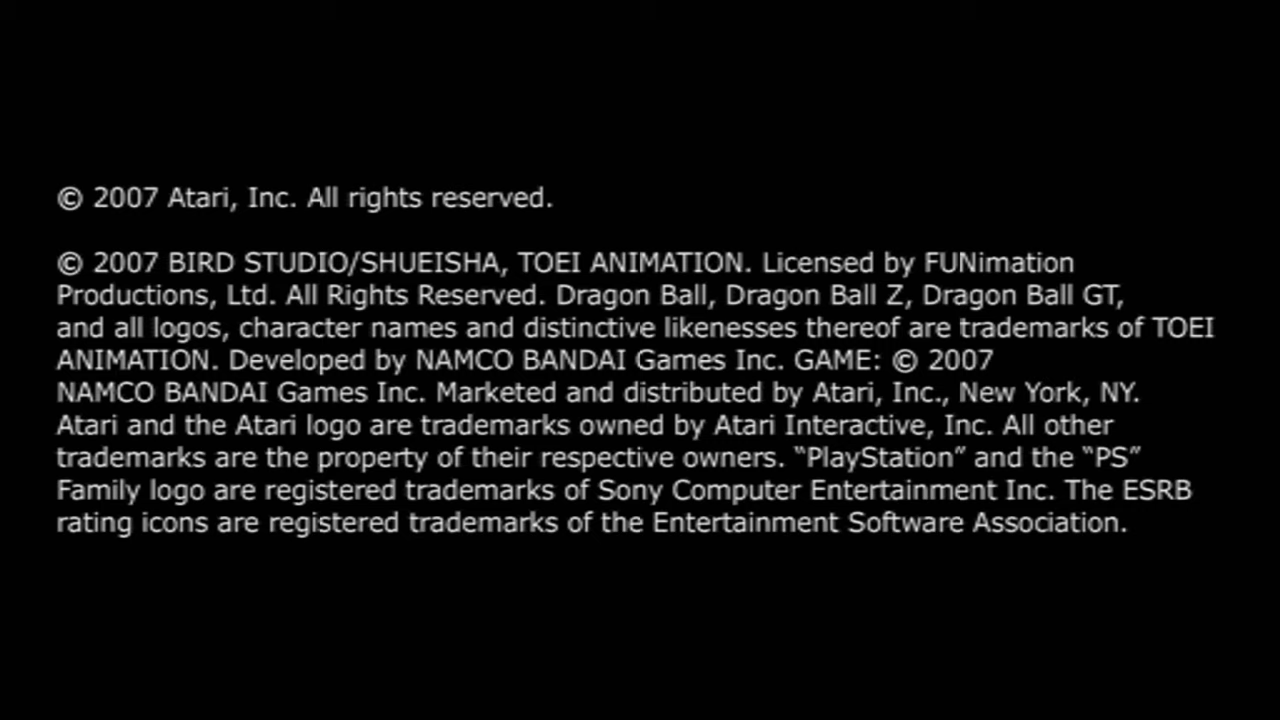 © 2007 Atari, Inc. All rights reserved.
© 2007 BIRD STUDIO/SHUEISHA, TOEI ANIMATION. Licensed by FUNimation
Productions, Ltd. All Rights Reserved. Dragon Ball, Dragon Ball Z, Dragon Ball GT,
and all logos, character names and distinctive likenesses thereof are trademarks of TOEI
ANIMATION. Developed by NAMCO BANDAI Games Inc. GAME: © 2007
NAMCO BANDAI Games Inc. Marketed and distributed by Atari, Inc., New York, NY.
Atari and the Atari logo are trademarks owned by Atari Interactive, Inc. All other
trademarks are the property of their respective owners. “PlayStation” and the “PS”
Family logo are registered trademarks of Sony Computer Entertainment Inc. The ESRB
rating icons are registered trademarks of the Entertainment Software Association.